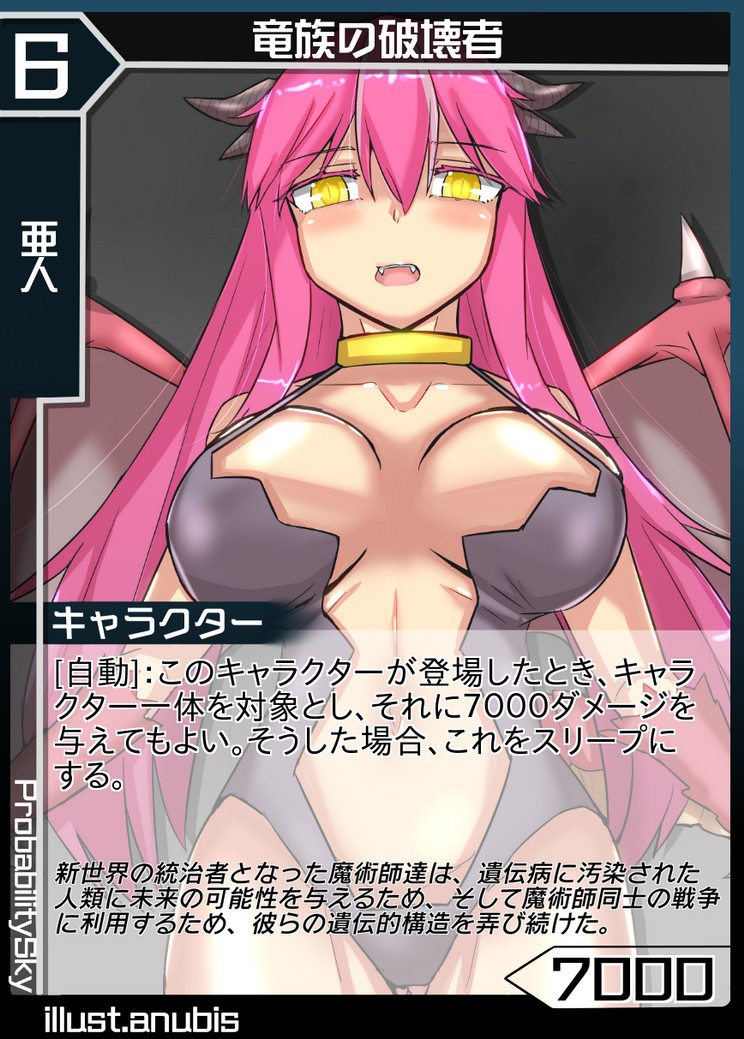 6
竜族の破壊者
亜人
キャラクター
[自動]:このキャラクターが登場したとき、キャラ
クター一体を対象とし、それに7000ダメージを
与えてもよい。そうした場合、これをスリープに
する。
新世界の統治者となった魔術師達は、遺伝病に汚染された
人類に未来の可能性を与えるため、そして魔術師同士の戦争
に利用するため、彼らの遺伝的構造を弄び続けた。
ProbabilitySky
7000
illust.anubis